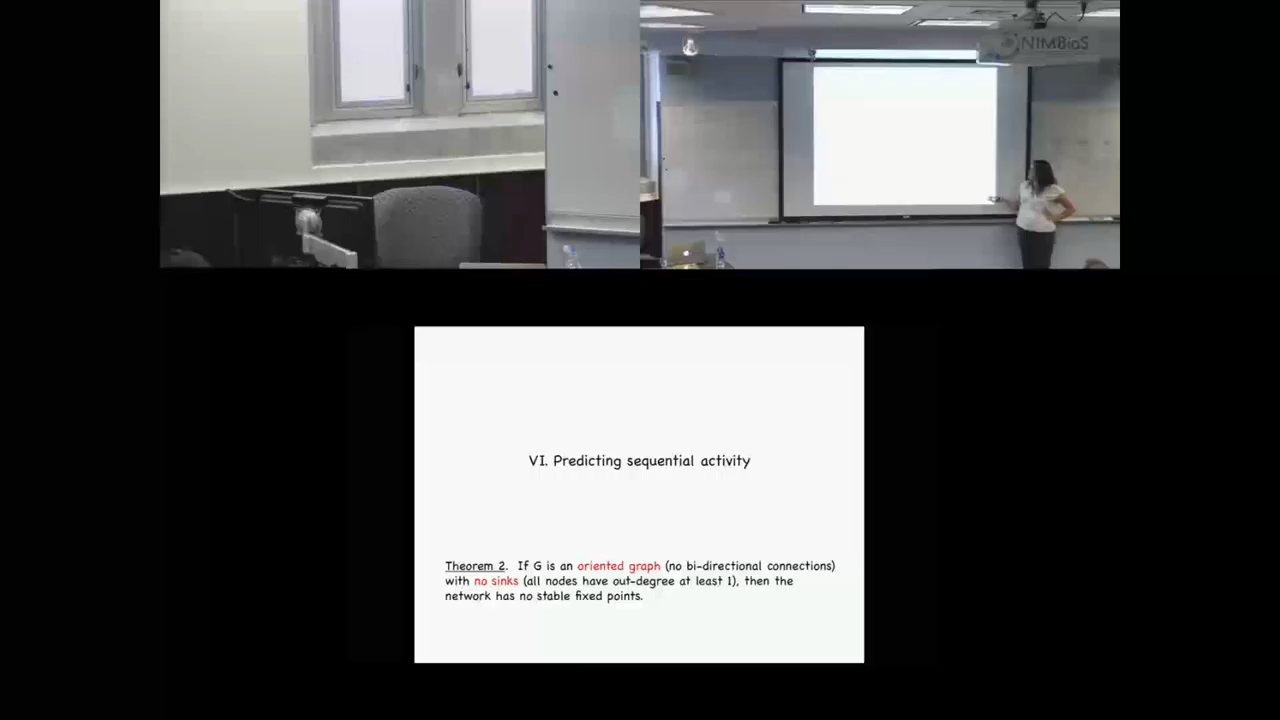 NIMBioS
VI. Predicting sequential activity
Theorem 2. If G is an oriented graph (no bi-directional connections)
with no sinks (all nodes have out-degree at least 1), then the
network has no stable fixed points.